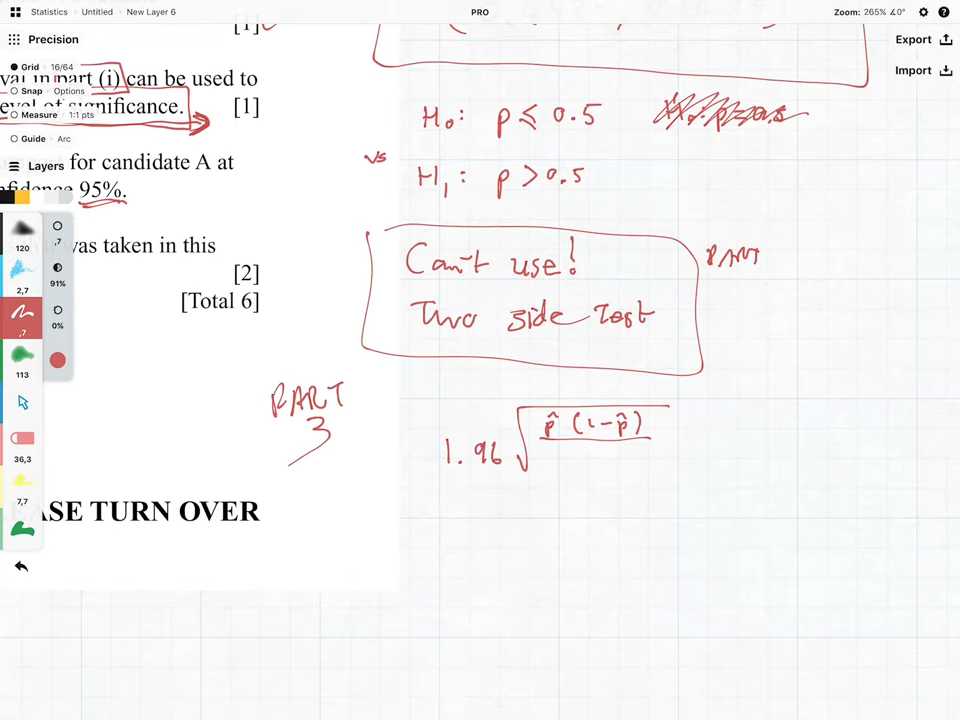 Statistics › Untitled › New Layer 6
PRO
Zoom: 265% ∠0°
Precision
Export
Import
Grid · 16/64
Snap · Options
Measure · 1:1 pts
Guide · Arc
Layers
[1]
val in part (i) can be used to
evel of significance.
[1]
for candidate A at
nfidence 95%.
was taken in this
[2]
[Total 6]
EASE TURN OVER
120
2,7
,7
113
36,3
7,7
,7
91%
0%
H₀: p ≤ 0.5
vs
H₁: p > 0.5
Can't use!
Two side Test
PART
PART
3
1.96 √ p̂ (1-p̂)